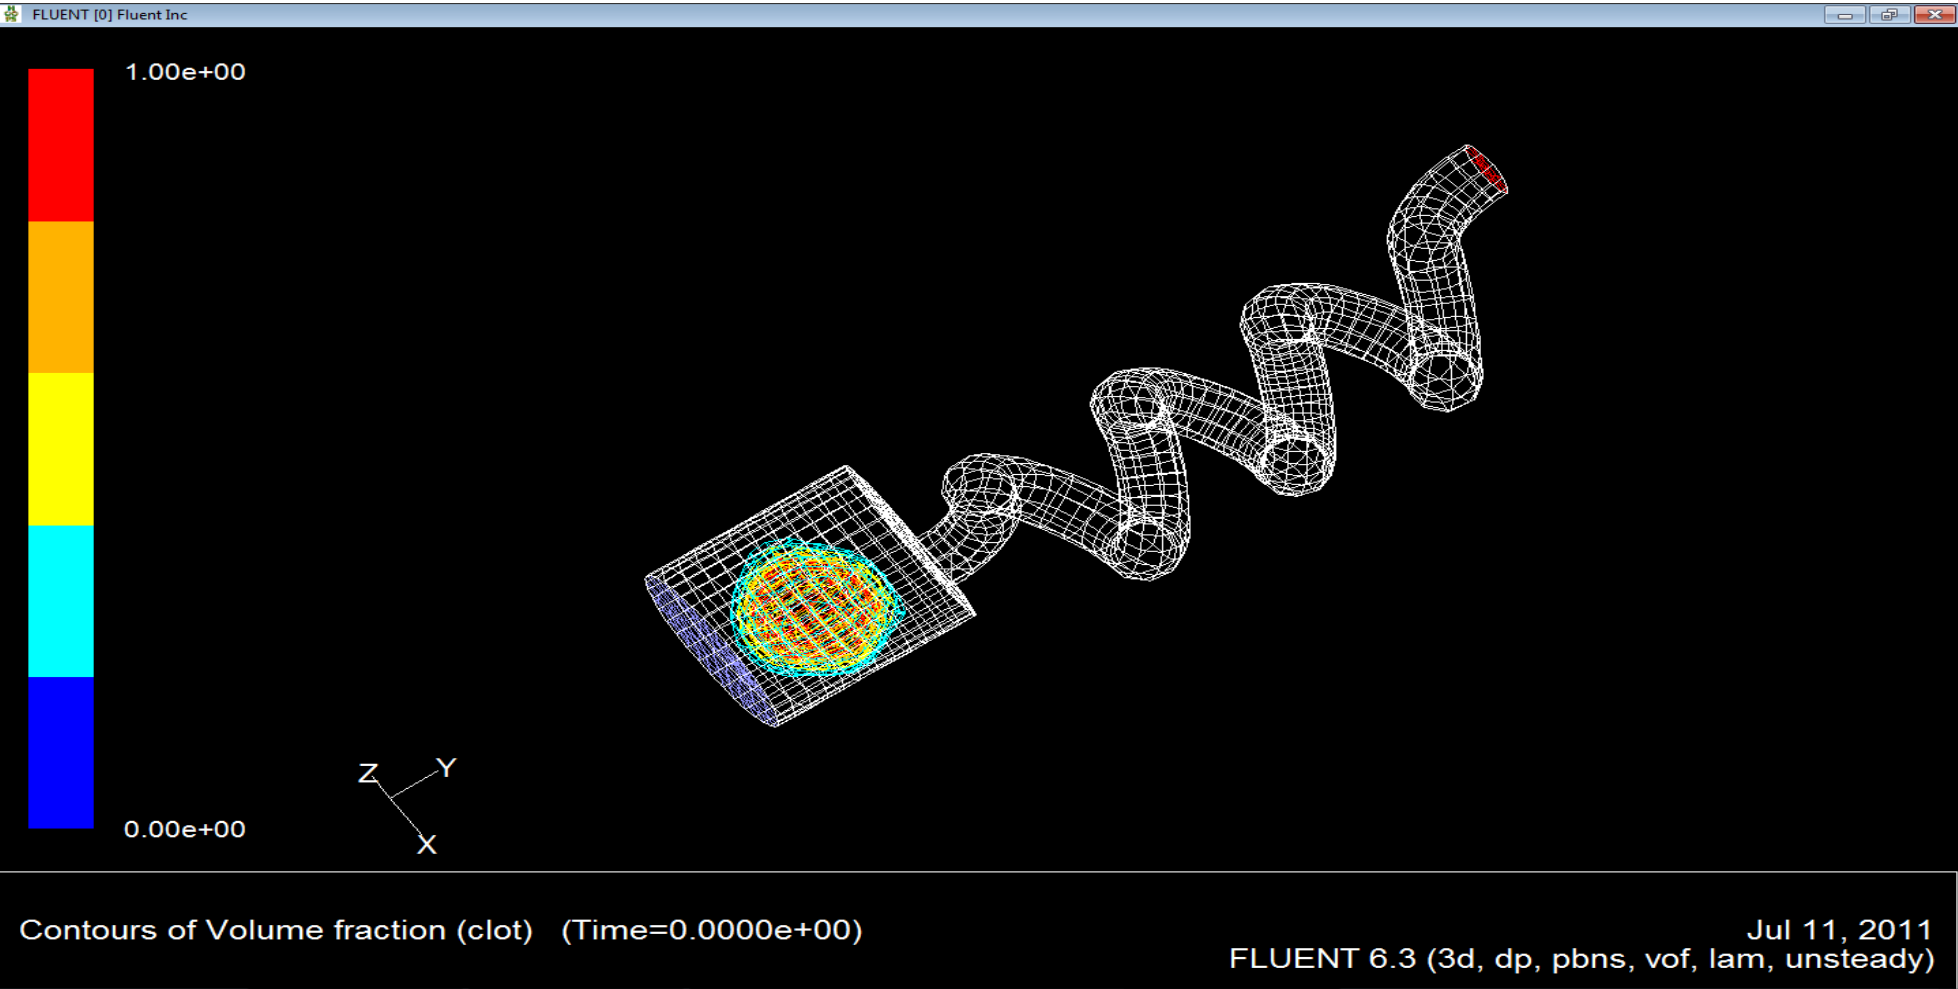 FLUENT [0] Fluent Inc
1.00e+00
0.00e+00
Z
Y
X
Contours of Volume fraction (clot)   (Time=0.0000e+00)
Jul 11, 2011
FLUENT 6.3 (3d, dp, pbns, vof, lam, unsteady)